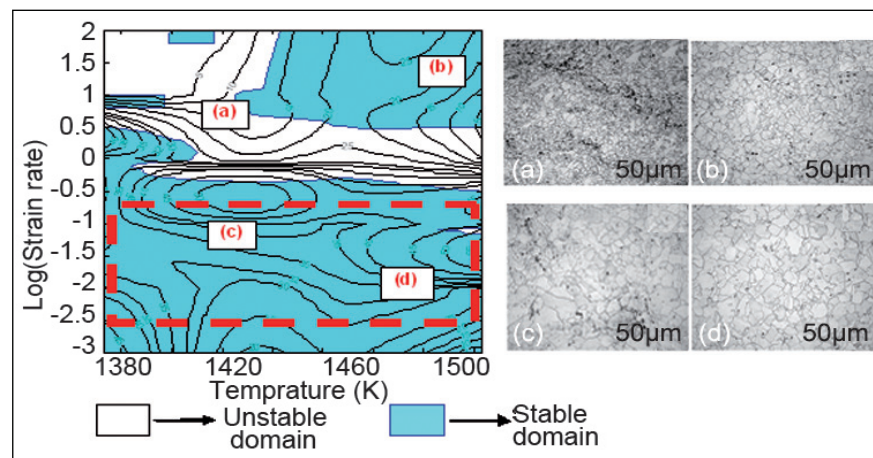 2
1.5
1
0.5
0
-0.5
-1
-1.5
-2
-2.5
-3
Log(Strain rate)
(a)
(b)
(c)
(d)
25
1380 1420 1460 1500
Temprature (K)
Unstable domain
Stable domain
(a) 50µm
(b) 50µm
(c) 50µm
(d) 50µm